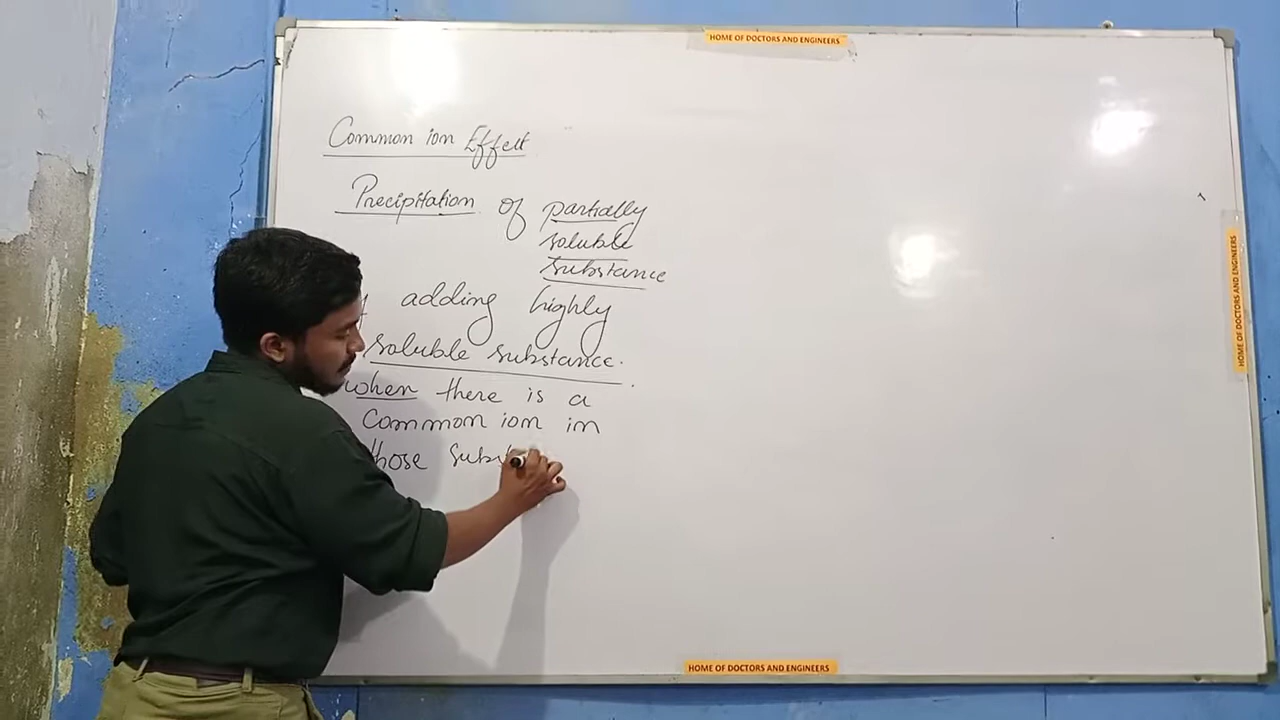 HOME OF DOCTORS AND ENGINEERS
Common ion Effect
Precipitation of partially
soluble
substance
adding highly
soluble substance.
when there is a
Common ion in
those
HOME OF DOCTORS AND ENGINEERS
HOME OF DOCTORS AND ENGINEERS